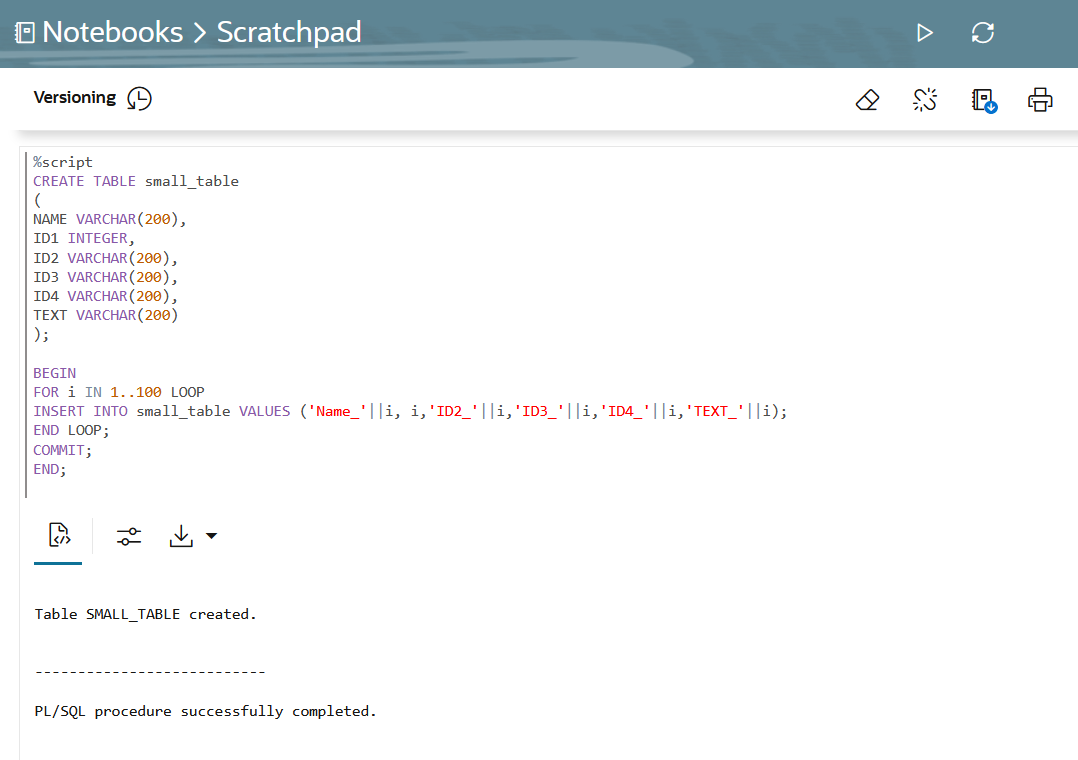 Notebooks > Scratchpad
Versioning
%script
CREATE TABLE small_table
(
NAME VARCHAR(200),
ID1 INTEGER,
ID2 VARCHAR(200),
ID3 VARCHAR(200),
ID4 VARCHAR(200),
TEXT VARCHAR(200)
);
BEGIN
FOR i IN 1..100 LOOP
INSERT INTO small_table VALUES ('Name_'||i, i,'ID2_'||i,'ID3_'||i,'ID4_'||i,'TEXT_'||i);
END LOOP;
COMMIT;
END;
Table SMALL_TABLE created.
---------------------------
PL/SQL procedure successfully completed.